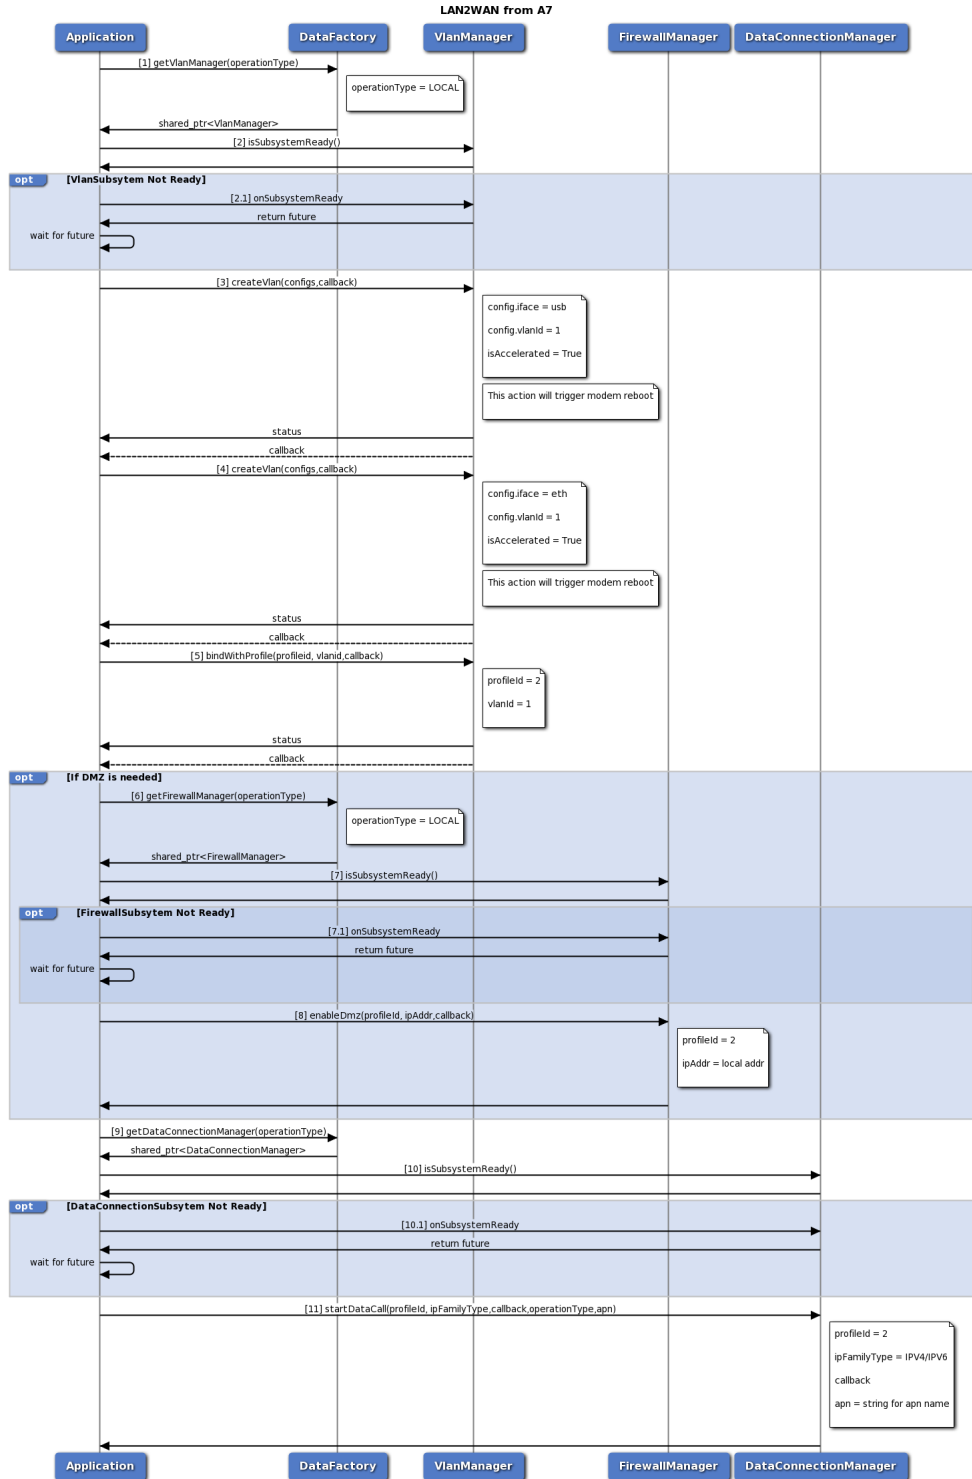 LAN2WAN from A7
Application DataFactory VlanManager FirewallManager DataConnectionManager
[1] getVlanManager(operationType)
operationType = LOCAL
shared_ptr<VlanManager>
[2] isSubsystemReady()
opt [VlanSubsytem Not Ready]
[2.1] onSubsystemReady
return future
wait for future
[3] createVlan(configs,callback)
config.iface = usb
config.vlanId = 1
isAccelerated = True
This action will trigger modem reboot
status
callback
[4] createVlan(configs,callback)
config.iface = eth
config.vlanId = 1
isAccelerated = True
This action will trigger modem reboot
status
callback
[5] bindWithProfile(profileid, vlanid,callback)
profileId = 2
vlanId = 1
status
callback
opt [If DMZ is needed]
[6] getFirewallManager(operationType)
operationType = LOCAL
shared_ptr<FirewallManager>
[7] isSubsystemReady()
opt [FirewallSubsytem Not Ready]
[7.1] onSubsystemReady
return future
wait for future
[8] enableDmz(profileId, ipAddr,callback)
profileId = 2
ipAddr = local addr
[9] getDataConnectionManager(operationType)
shared_ptr<DataConnectionManager>
[10] isSubsystemReady()
opt [DataConnectionSubsytem Not Ready]
[10.1] onSubsystemReady
return future
wait for future
[11] startDataCall(profileId, ipFamilyType,callback,operationType,apn)
profileId = 2
ipFamilyType = IPV4/IPV6
callback
apn = string for apn name
Application DataFactory VlanManager FirewallManager DataConnectionManager